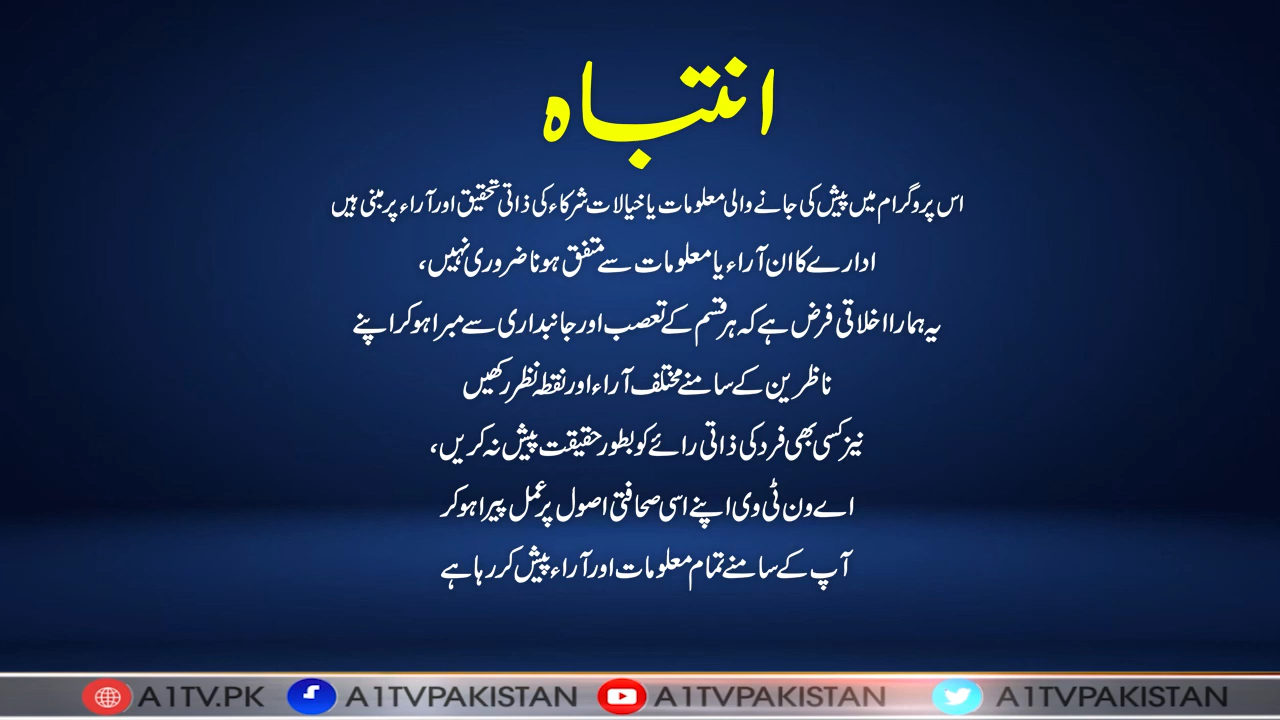 انتباہ
اس پروگرام میں پیش کی جانے والی معلومات یا خیالات شرکاء کی ذاتی تحقیق اور آراء پر مبنی ہیں
ادارے کا ان آراء یا معلومات سے متفق ہونا ضروری نہیں،
یہ ہمارا اخلاقی فرض ہے کہ ہر قسم کے تعصب اور جانبداری سے مبرا ہو کر اپنے
ناظرین کے سامنے مختلف آراء اور نقطہ نظر رکھیں
نیز کسی بھی فرد کی ذاتی رائے کو بطور حقیقت پیش نہ کریں،
اے ون ٹی وی اپنے اسی صحافتی اصول پر عمل پیرا ہو کر
آپ کے سامنے تمام معلومات اور آراء پیش کر رہا ہے
A1TV.PK A1TVPAKISTAN A1TVPAKISTAN A1TVPAKISTAN